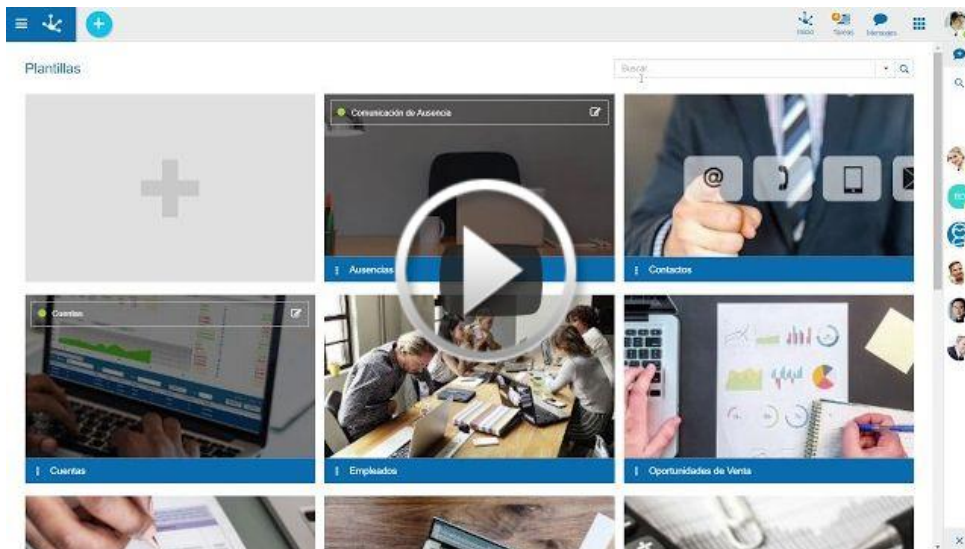 Inicio
Tareas
Mensajes
Plantillas
Buscar
Comunicación de Ausencia
Ausencias
@
Contactos
Cuentas
Cuentas
Empleados
Oportunidades de Venta